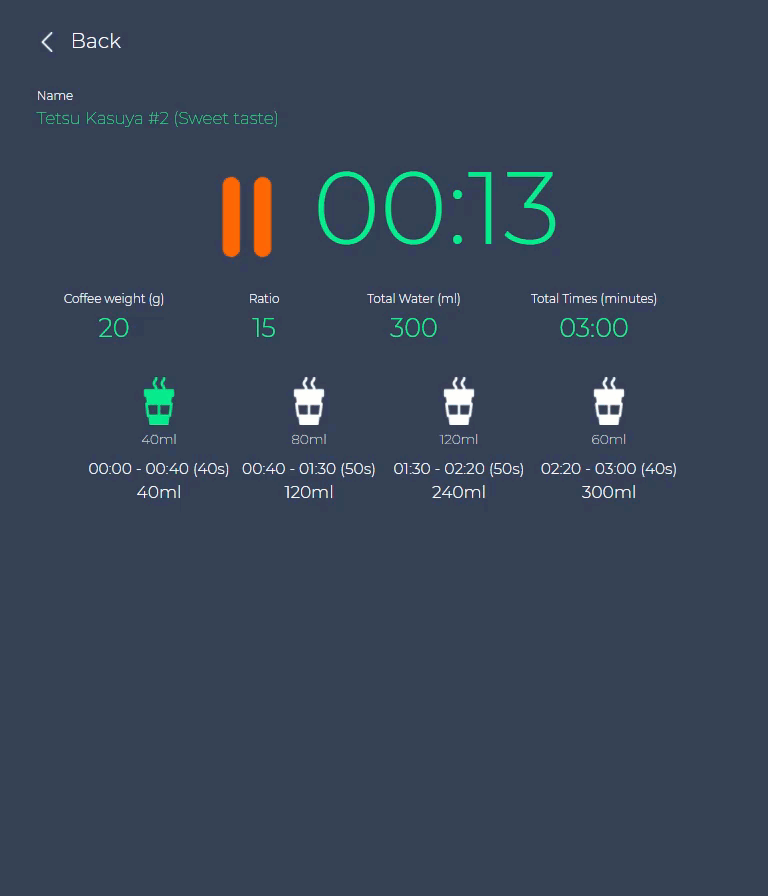 Back
Name
Tetsu Kasuya #2 (Sweet taste)
00:13
Coffee weight (g) Ratio Total Water (ml) Total Times (minutes)
20 15 300 03:00
40ml 80ml 120ml 60ml
00:00 - 00:40 (40s) 00:40 - 01:30 (50s) 01:30 - 02:20 (50s) 02:20 - 03:00 (40s)
40ml 120ml 240ml 300ml